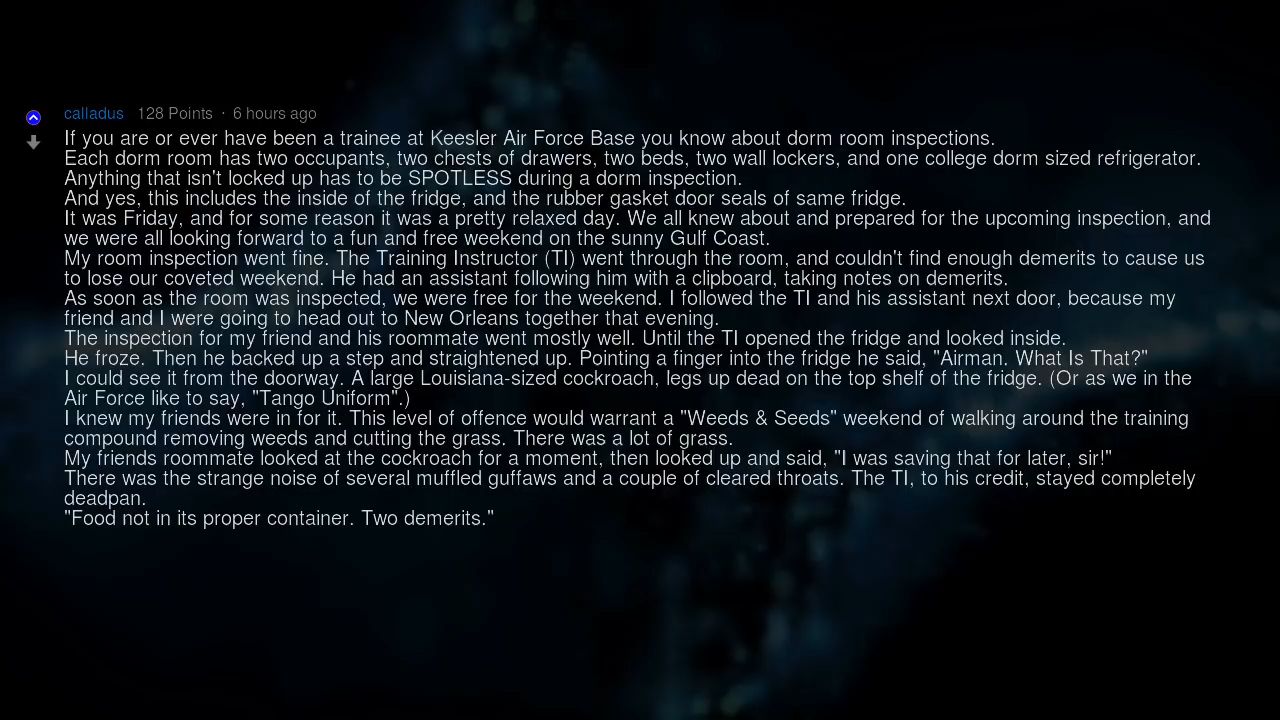 calladus 128 Points · 6 hours ago
If you are or ever have been a trainee at Keesler Air Force Base you know about dorm room inspections.
Each dorm room has two occupants, two chests of drawers, two beds, two wall lockers, and one college dorm sized refrigerator.
Anything that isn't locked up has to be SPOTLESS during a dorm inspection.
And yes, this includes the inside of the fridge, and the rubber gasket door seals of same fridge.
It was Friday, and for some reason it was a pretty relaxed day. We all knew about and prepared for the upcoming inspection, and
we were all looking forward to a fun and free weekend on the sunny Gulf Coast.
My room inspection went fine. The Training Instructor (TI) went through the room, and couldn't find enough demerits to cause us
to lose our coveted weekend. He had an assistant following him with a clipboard, taking notes on demerits.
As soon as the room was inspected, we were free for the weekend. I followed the TI and his assistant next door, because my
friend and I were going to head out to New Orleans together that evening.
The inspection for my friend and his roommate went mostly well. Until the TI opened the fridge and looked inside.
He froze. Then he backed up a step and straightened up. Pointing a finger into the fridge he said, "Airman. What Is That?"
I could see it from the doorway. A large Louisiana-sized cockroach, legs up dead on the top shelf of the fridge. (Or as we in the
Air Force like to say, "Tango Uniform".)
I knew my friends were in for it. This level of offence would warrant a "Weeds & Seeds" weekend of walking around the training
compound removing weeds and cutting the grass. There was a lot of grass.
My friends roommate looked at the cockroach for a moment, then looked up and said, "I was saving that for later, sir!"
There was the strange noise of several muffled guffaws and a couple of cleared throats. The TI, to his credit, stayed completely
deadpan.
"Food not in its proper container. Two demerits."